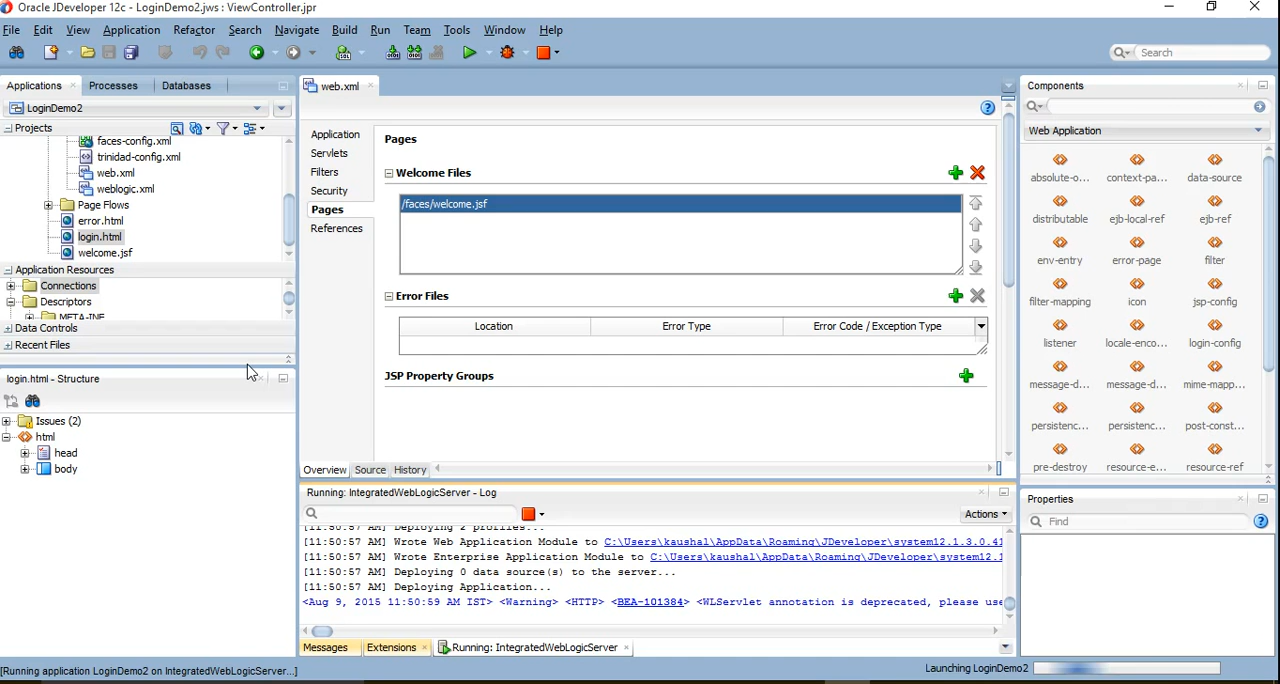 Oracle JDeveloper 12c - LoginDemo2.jws : ViewController.jpr
File Edit View Application Refactor Search Navigate Build Run Team Tools Window Help
Search
Applications Processes Databases
LoginDemo2
Projects
faces-config.xml
trinidad-config.xml
web.xml
weblogic.xml
Page Flows
error.html
login.html
welcome.jsf
Application Resources
Connections
Descriptors
META-INF
Data Controls
Recent Files
login.html - Structure
Issues (2)
html
head
body
web.xml
Application
Servlets
Filters
Security
Pages
References
Pages
Welcome Files
/faces/welcome.jsf
Error Files
Location Error Type Error Code / Exception Type
JSP Property Groups
Overview Source History
Running: IntegratedWebLogicServer - Log
Actions
[11:50:57 AM] Deploying 2 profiles...
[11:50:57 AM] Wrote Web Application Module to C:\Users\kaushal\AppData\Roaming\JDeveloper\system12.1.3.0.41
[11:50:57 AM] Wrote Enterprise Application Module to C:\Users\kaushal\AppData\Roaming\JDeveloper\system12.1
[11:50:57 AM] Deploying 0 data source(s) to the server...
[11:50:57 AM] Deploying Application...
<Aug 9, 2015 11:50:59 AM IST> <Warning> <HTTP> <BEA-101384> <WLServlet annotation is deprecated, please use
Messages Extensions Running: IntegratedWebLogicServer
Components
Web Application
absolute-o... context-pa... data-source
distributable ejb-local-ref ejb-ref
env-entry error-page filter
filter-mapping icon jsp-config
listener locale-enco... login-config
message-d... message-d... mime-mapp...
persistenc... persistenc... post-const...
pre-destroy resource-e... resource-ref
Properties
Find
[Running application LoginDemo2 on IntegratedWebLogicServer...]
Launching LoginDemo2